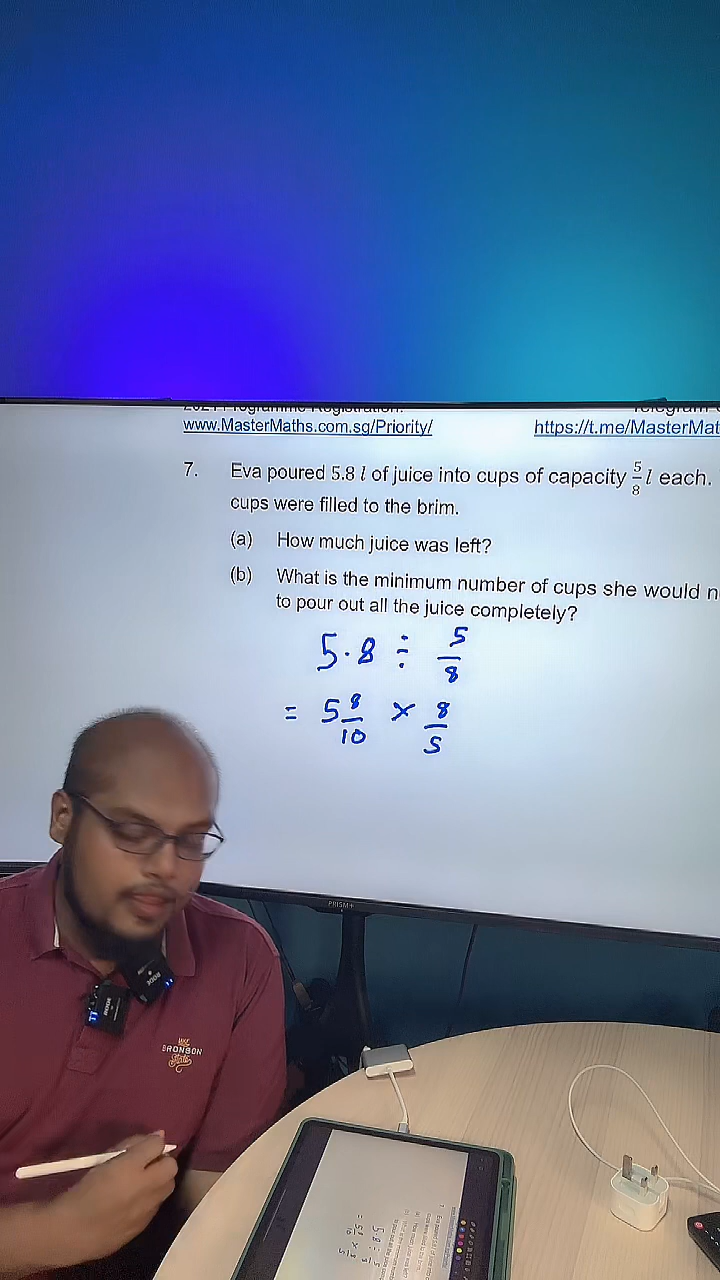 www.MasterMaths.com.sg/Priority/ https://t.me/MasterMat
7. Eva poured 5.8 l of juice into cups of capacity 5/8 l each.
cups were filled to the brim.
(a) How much juice was left?
(b) What is the minimum number of cups she would n
to pour out all the juice completely?
5.8 ÷ 5/8
= 5 8/10 × 8/5
PRISM+
RODE
RODE
BRONSON